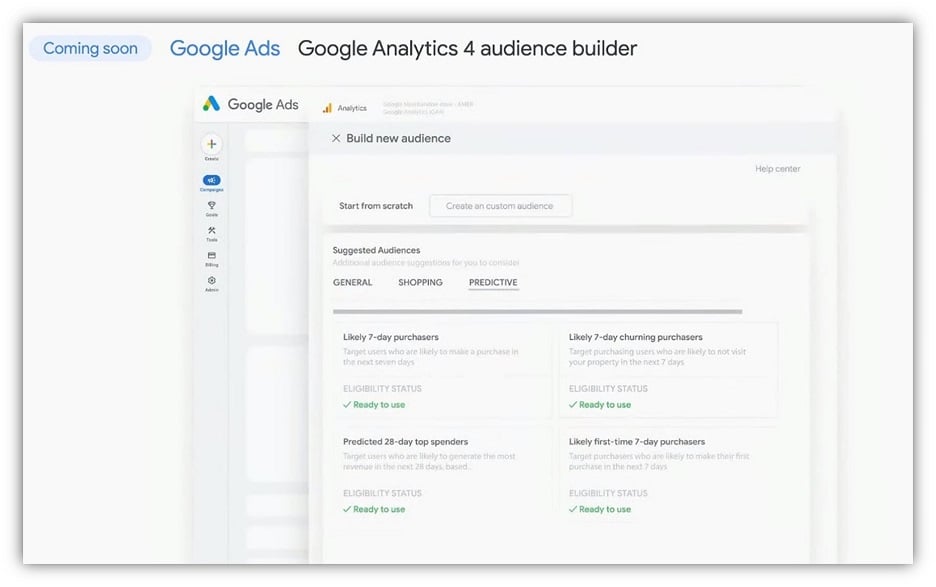 Coming soon
Google Ads
Google Analytics 4 audience builder
Google Ads
Analytics
Google Merchandise store - AMER
Google Analytics (GA4)
Build new audience
Create
Campaigns
Goals
Tools
Billing
Admin
Help center
Start from scratch
Create an custom audience
Suggested Audiences
Additional audience suggestions for you to consider
GENERAL
SHOPPING
PREDICTIVE
Likely 7-day purchasers
Target users who are likely to make a purchase in
the next seven days
ELIGIBILITY STATUS
Ready to use
Likely 7-day churning purchasers
Target purchasing users who are likely to not visit
your property in the next 7 days
ELIGIBILITY STATUS
Ready to use
Predicted 28-day top spenders
Target users who are likely to generate the most
revenue in the next 28 days, based...
ELIGIBILITY STATUS
Ready to use
Likely first-time 7-day purchasers
Target purchasers who are likely to make their first
purchase in the next 7 days
ELIGIBILITY STATUS
Ready to use